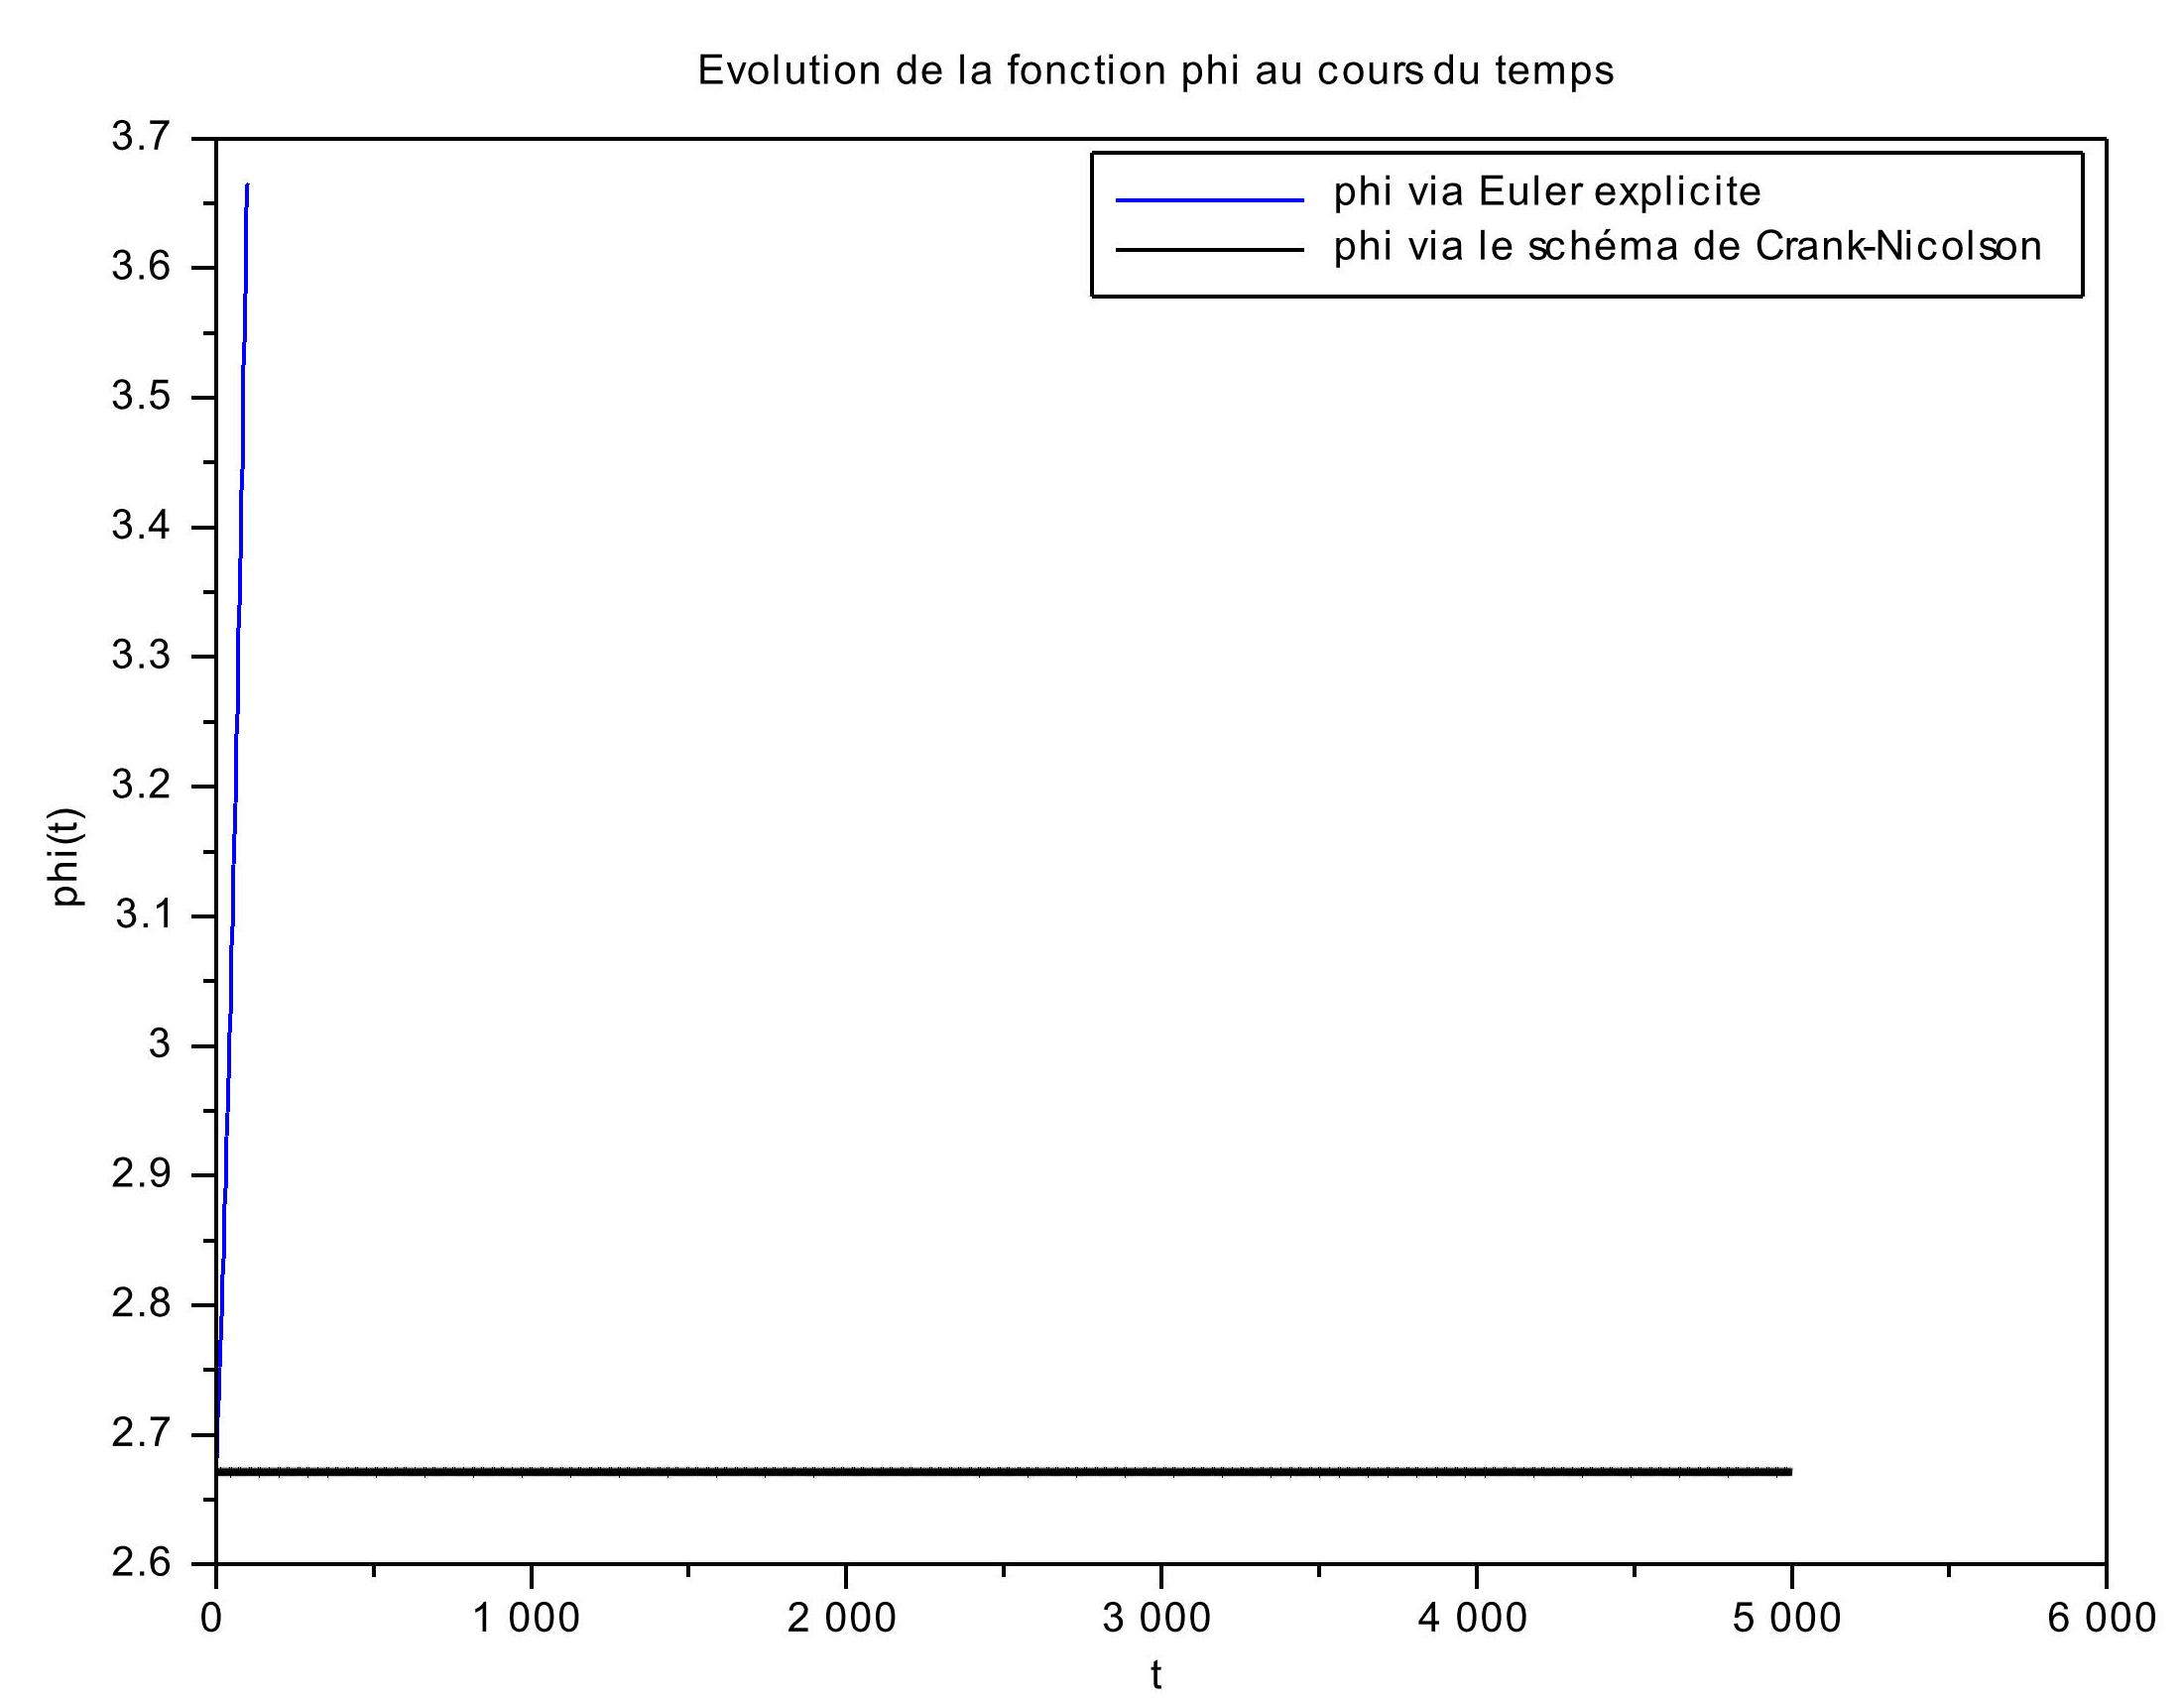 Evolution de la fonction phi au cours du temps
phi via Euler explicite
phi via le schéma de Crank-Nicolson
3.7
3.6
3.5
3.4
3.3
3.2
3.1
3
2.9
2.8
2.7
2.6
phi(t)
0 1 000 2 000 3 000 4 000 5 000 6 000
t